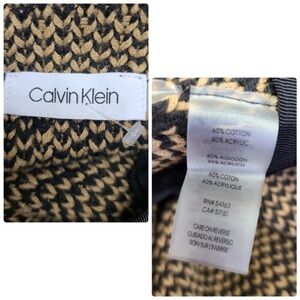 Calvin Klein
60% COTTON
40% ACRYLIC
60% ALGODÓN
40% ACRÍLICO
60% COTON
40% ACRYLIQUE
RN# 54163
CA# 57151
CARE ON REVERSE
CUIDADO AL REVERSO
SOIN SUR L'INVERSE